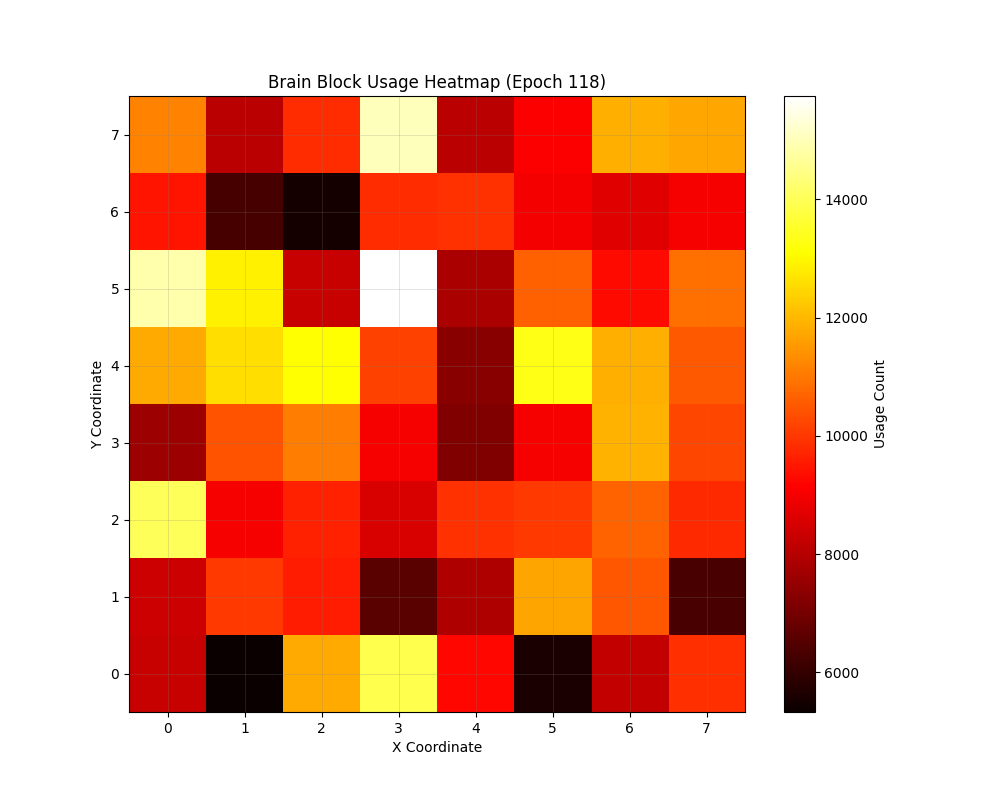 Brain Block Usage Heatmap (Epoch 118)
7
6
5
4
3
2
1
0
Y Coordinate
0 1 2 3 4 5 6 7
X Coordinate
14000
12000
10000
8000
6000
Usage Count